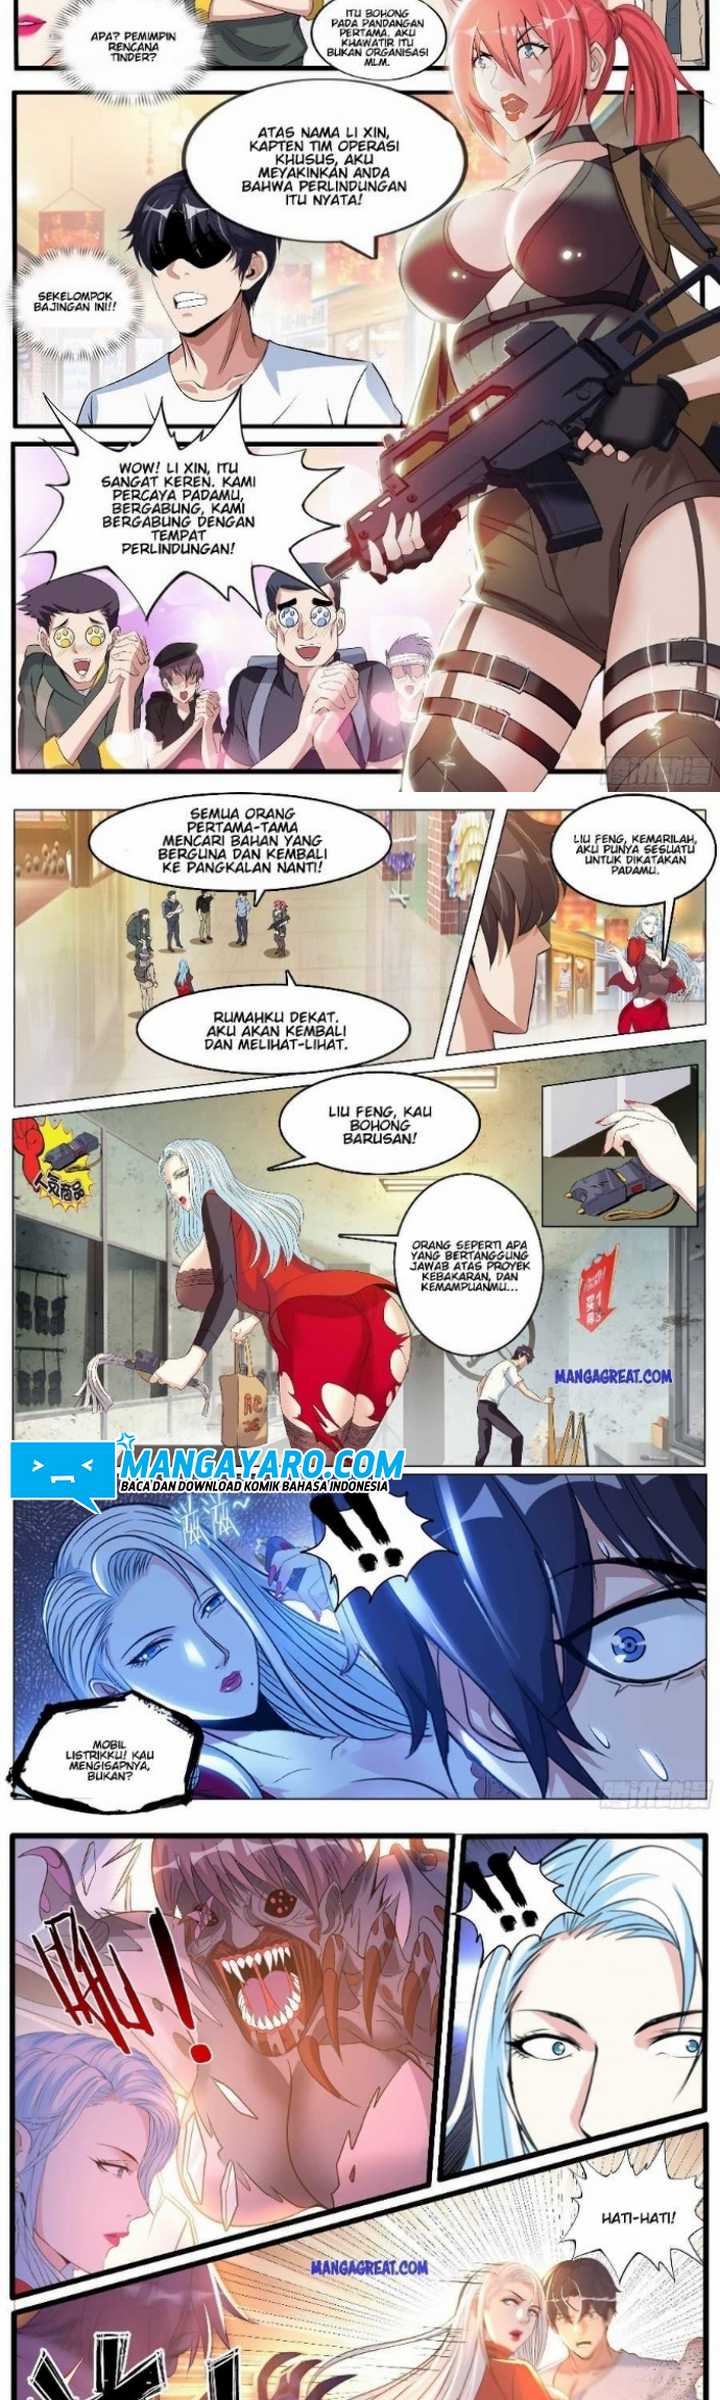 APA? PEMIMPIN
RENCANA
TINDER?
ITU BOHONG
PADA PANDANGAN
PERTAMA. AKU
KHAWATIR ITU
BUKAN ORGANISASI
MLM.
ATAS NAMA LI XIN,
KAPTEN TIM OPERASI
KHUSUS, AKU
MEYAKINKAN ANDA
BAHWA PERLINDUNGAN
ITU NYATA!
SEKELOMPOK
BAJINGAN INI!!
WOW! LI XIN, ITU
SANGAT KEREN. KAMI
PERCAYA PADAMU,
BERGABUNG, KAMI
BERGABUNG DENGAN
TEMPAT
PERLINDUNGAN!
SEMUA ORANG
PERTAMA-TAMA
MENCARI BAHAN YANG
BERGUNA DAN KEMBALI
KE PANGKALAN NANTI!
LIU FENG, KEMARILAH,
AKU PUNYA SESUATU
UNTUK DIKATAKAN
PADAMU.
RUMAHKU DEKAT.
AKU AKAN KEMBALI
DAN MELIHAT-LIHAT.
LIU FENG, KAU
BOHONG
BARUSAN!
人気商品
ORANG SEPERTI APA
YANG BERTANGGUNG
JAWAB ATAS PROYEK
KEBAKARAN, DAN
KEMAMPUANMU...
MANGAGREAT.COM
MANGAYARO.COM
BACA DAN DOWNLOAD KOMIK BAHASA INDONESIA
!!
MOBIL
LISTRIKKU! KAU
MENGISAPNYA,
BUKAN?
!!
HATI-HATI!
MANGAGREAT.COM